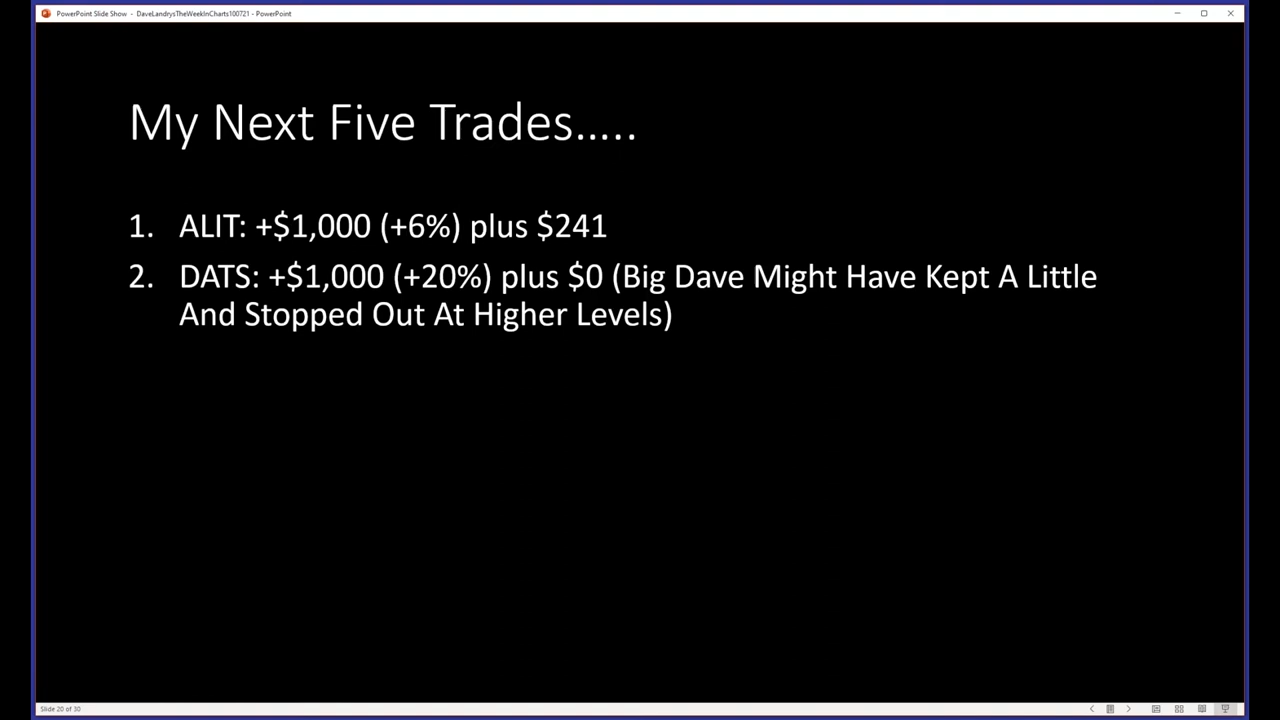 PowerPoint Slide Show - DaveLandrysTheWeekInCharts100721 - PowerPoint
My Next Five Trades.....
1. ALIT: +$1,000 (+6%) plus $241
2. DATS: +$1,000 (+20%) plus $0 (Big Dave Might Have Kept A Little
And Stopped Out At Higher Levels)
Slide 20 of 30